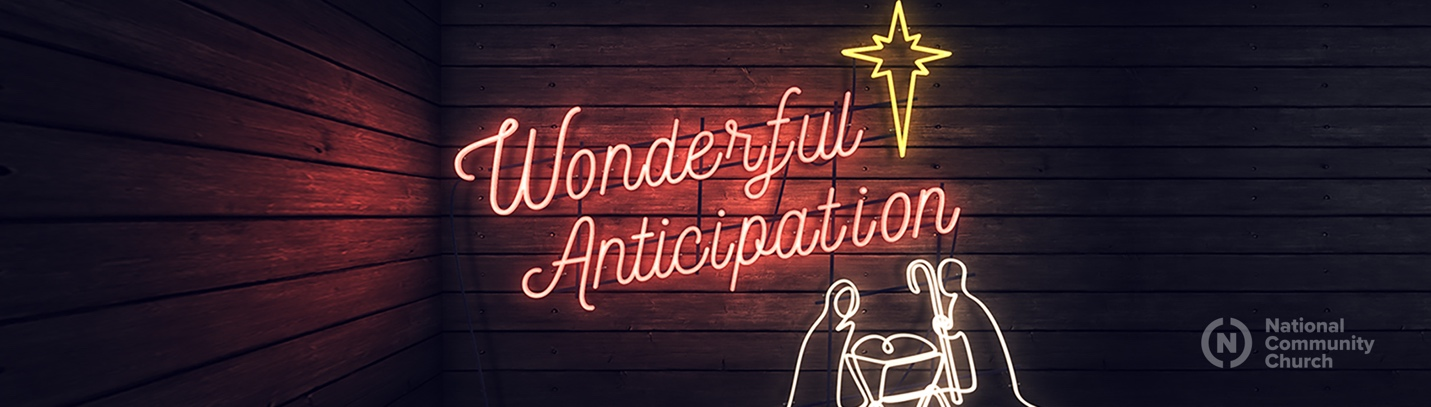 Wonderful
Anticipation
National
Community
Church